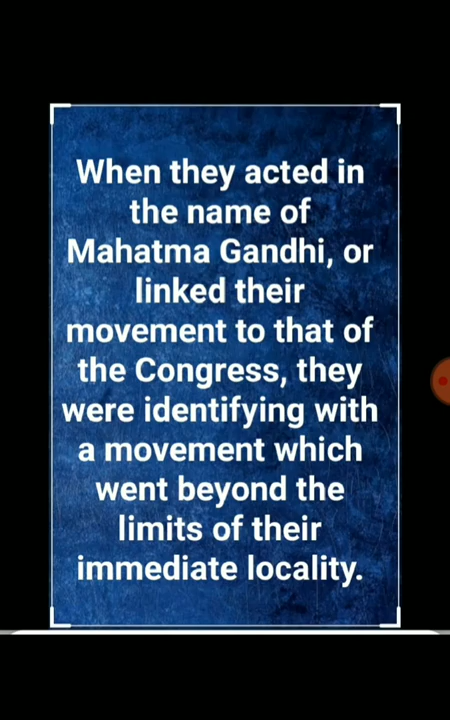 When they acted in
the name of
Mahatma Gandhi, or
linked their
movement to that of
the Congress, they
were identifying with
a movement which
went beyond the
limits of their
immediate locality.